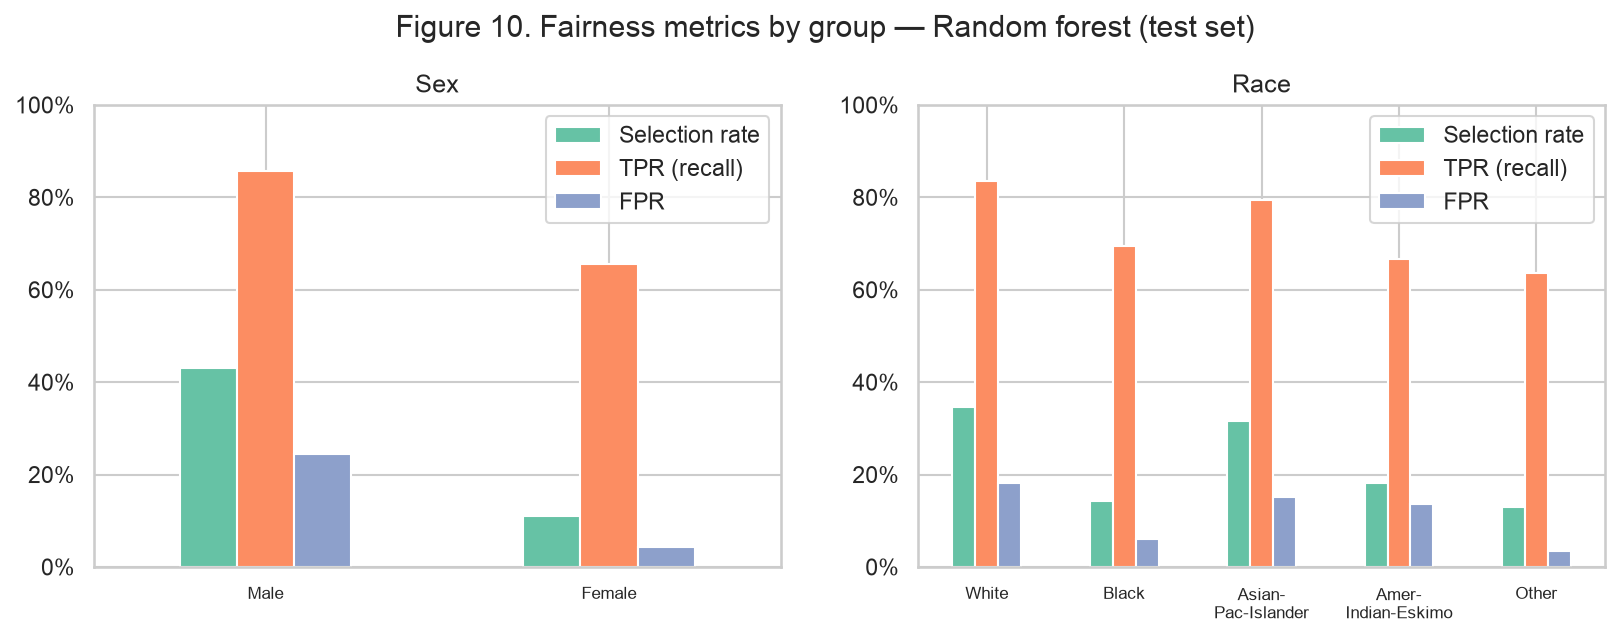 Figure 10. Fairness metrics by group — Random forest (test set)
Sex
100%
80%
60%
40%
20%
0%
Selection rate
TPR (recall)
FPR
Male
Female
Race
100%
80%
60%
40%
20%
0%
Selection rate
TPR (recall)
FPR
White
Black
Asian-
Pac-Islander
Amer-
Indian-Eskimo
Other